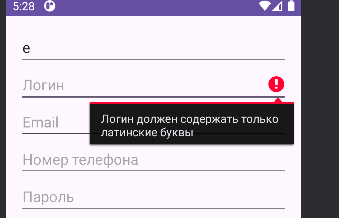 5:28
е
Логин
Логин должен содержать только
латинские буквы
Email
Номер телефона
Пароль